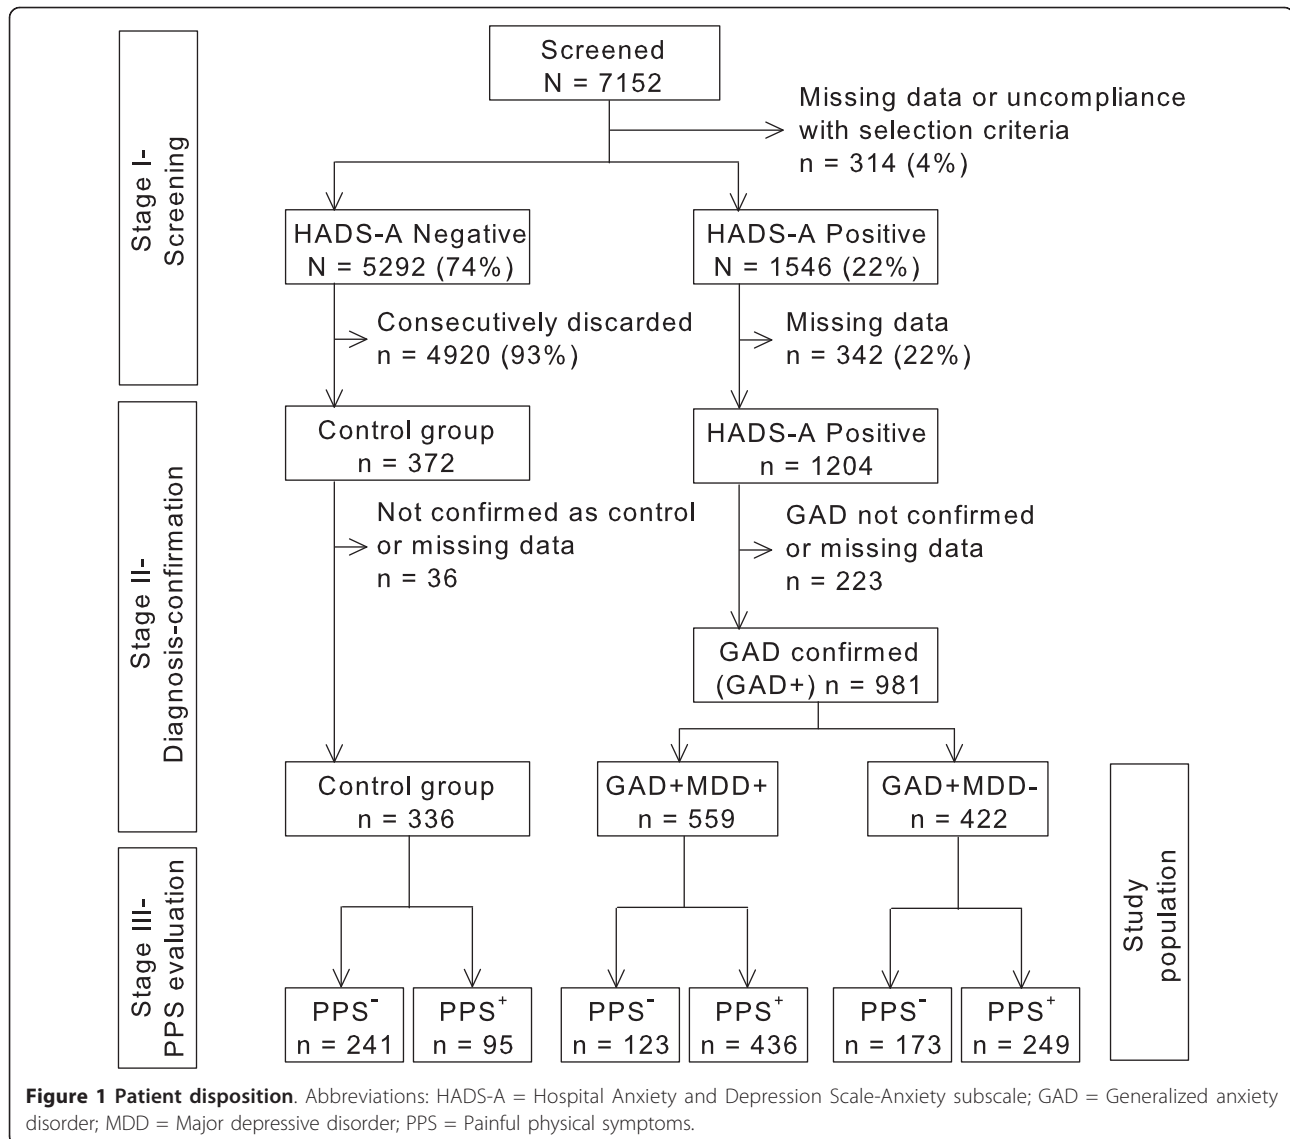 Screened
N = 7152
Missing data or uncompliance
with selection criteria
n = 314 (4%)
Stage I-
Screening
HADS-A Negative
N = 5292 (74%)
HADS-A Positive
N = 1546 (22%)
Consecutively discarded
n = 4920 (93%)
Missing data
n = 342 (22%)
Stage II-
Diagnosis-confirmation
Control group
n = 372
HADS-A Positive
n = 1204
Not confirmed as control
or missing data
n = 36
GAD not confirmed
or missing data
n = 223
GAD confirmed
(GAD+) n = 981
Control group
n = 336
GAD+MDD+
n = 559
GAD+MDD-
n = 422
Stage III-
PPS evaluation
Study
population
PPS⁻
n = 241
PPS⁺
n = 95
PPS⁻
n = 123
PPS⁺
n = 436
PPS⁻
n = 173
PPS⁺
n = 249
Figure 1 Patient disposition. Abbreviations: HADS-A = Hospital Anxiety and Depression Scale-Anxiety subscale; GAD = Generalized anxiety
disorder; MDD = Major depressive disorder; PPS = Painful physical symptoms.